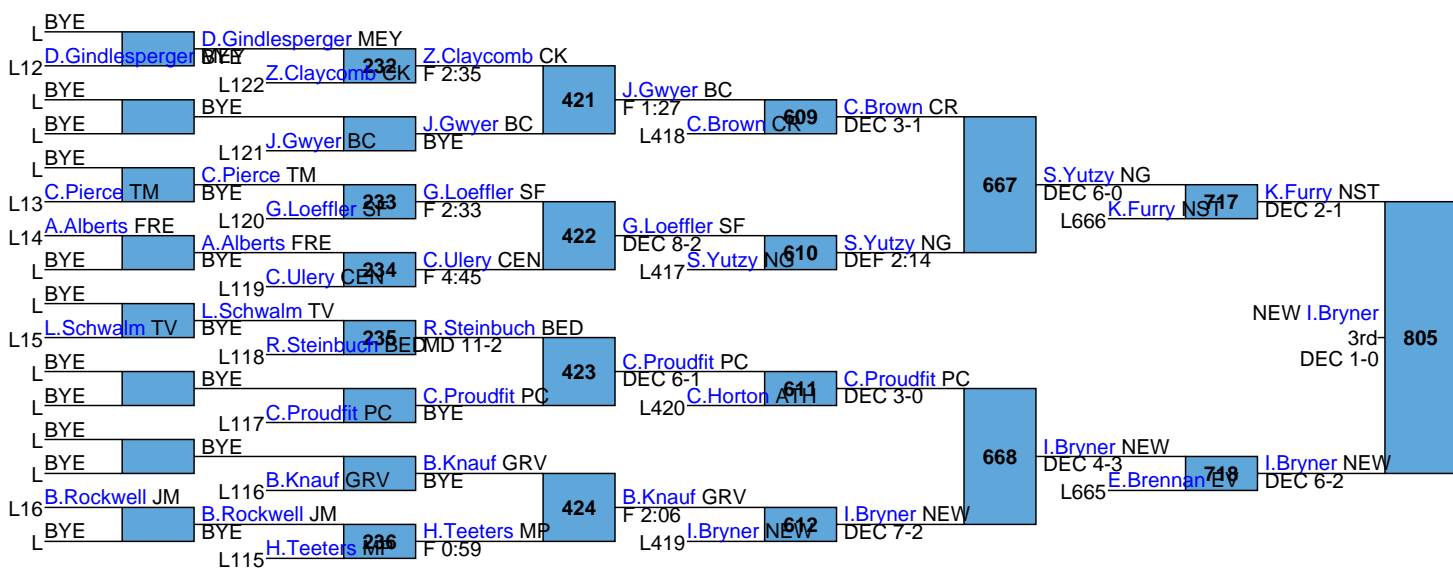 BYE
L
D.Gindlesperger MEY
L12
D.Gindlesperger MEY
BYE
232
Z.Claycomb CK
L122
Z.Claycomb CK
F 2:35
421
BYE
L
BYE
L
BYE
J.Gwyer BC
L121
J.Gwyer BC
BYE
J.Gwyer BC
F 1:27
609
C.Brown CR
L418
C.Brown CR
DEC 3-1
BYE
L
C.Pierce TM
L13
C.Pierce TM
BYE
233
G.Loeffler SF
L120
G.Loeffler SF
F 2:33
422
A.Alberts FRE
L14
BYE
L
A.Alberts FRE
BYE
234
C.Ulery CEN
L119
C.Ulery CEN
F 4:45
G.Loeffler SF
DEC 8-2
610
S.Yutzy NG
L417
S.Yutzy NG
DEF 2:14
667
S.Yutzy NG
DEC 6-0
717
K.Furry NST
L666
K.Furry NST
DEC 2-1
BYE
L
L.Schwalm TV
L15
L.Schwalm TV
BYE
235
R.Steinbuch BED
L118
R.Steinbuch BED
MD 11-2
423
BYE
L
BYE
L
BYE
C.Proudfit PC
L117
C.Proudfit PC
BYE
C.Proudfit PC
DEC 6-1
611
C.Horton ATH
L420
C.Proudfit PC
DEC 3-0
BYE
L
BYE
L
BYE
B.Knauf GRV
L116
B.Knauf GRV
BYE
424
B.Rockwell JM
L16
BYE
L
B.Rockwell JM
BYE
236
H.Teeters MP
L115
H.Teeters MP
F 0:59
B.Knauf GRV
F 2:06
612
I.Bryner NEW
L419
I.Bryner NEW
DEC 7-2
668
I.Bryner NEW
DEC 4-3
718
E.Brennan EV
L665
I.Bryner NEW
DEC 6-2
NEW I.Bryner
3rd
DEC 1-0
805